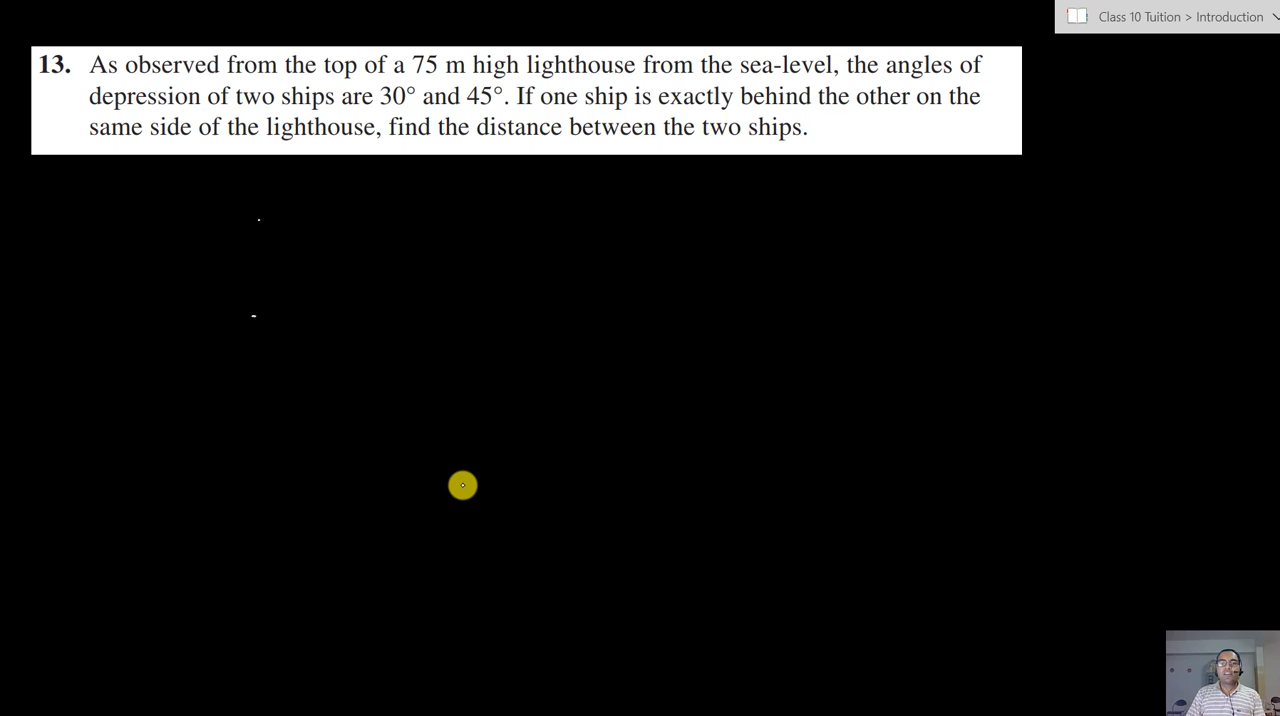 Class 10 Tuition > Introduction
13. As observed from the top of a 75 m high lighthouse from the sea-level, the angles of
depression of two ships are 30° and 45°. If one ship is exactly behind the other on the
same side of the lighthouse, find the distance between the two ships.